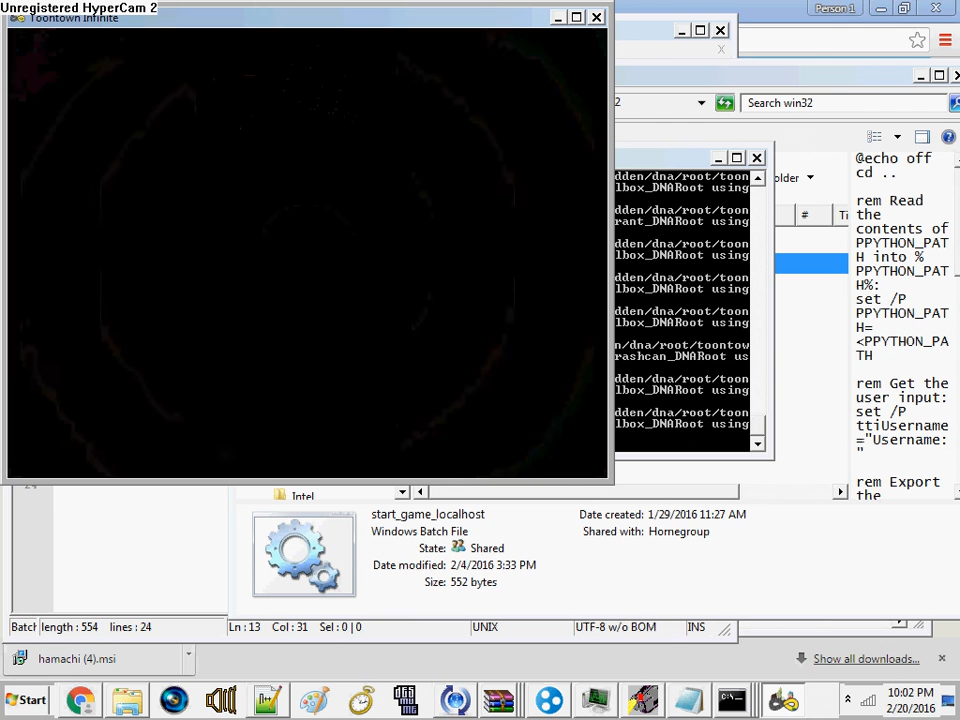 Unregistered HyperCam 2
Toontown Infinite
Person 1
x
2
Search win32
older
#
Ti
dden/dna/root/toon
lbox_DNARoot using
dden/dna/root/toon
rant_DNARoot using
dden/dna/root/toon
lbox_DNARoot using
dden/dna/root/toon
lbox_DNARoot using
dden/dna/root/toon
lbox_DNARoot using
n/dna/root/toontow
rashcan_DNARoot us
dden/dna/root/toon
lbox_DNARoot using
dden/dna/root/toon
lbox_DNARoot using
@echo off
cd ..
rem Read
the
contents of
PPYTHON_PAT
H into %
PPYTHON_PAT
H%:
set /P
PPYTHON_PAT
H=
<PPYTHON_PA
TH
rem Get the
user input:
set /P
ttiUsername
="Username:
"
rem Export
the
24
Intel
start_game_localhost
Windows Batch File
State: Shared
Date modified: 2/4/2016 3:33 PM
Size: 552 bytes
Date created: 1/29/2016 11:27 AM
Shared with: Homegroup
Batch length : 554 lines : 24
Ln : 13 Col : 31 Sel : 0 | 0
UNIX
UTF-8 w/o BOM
INS
hamachi (4).msi
Show all downloads...
Start
10:02 PM
2/20/2016